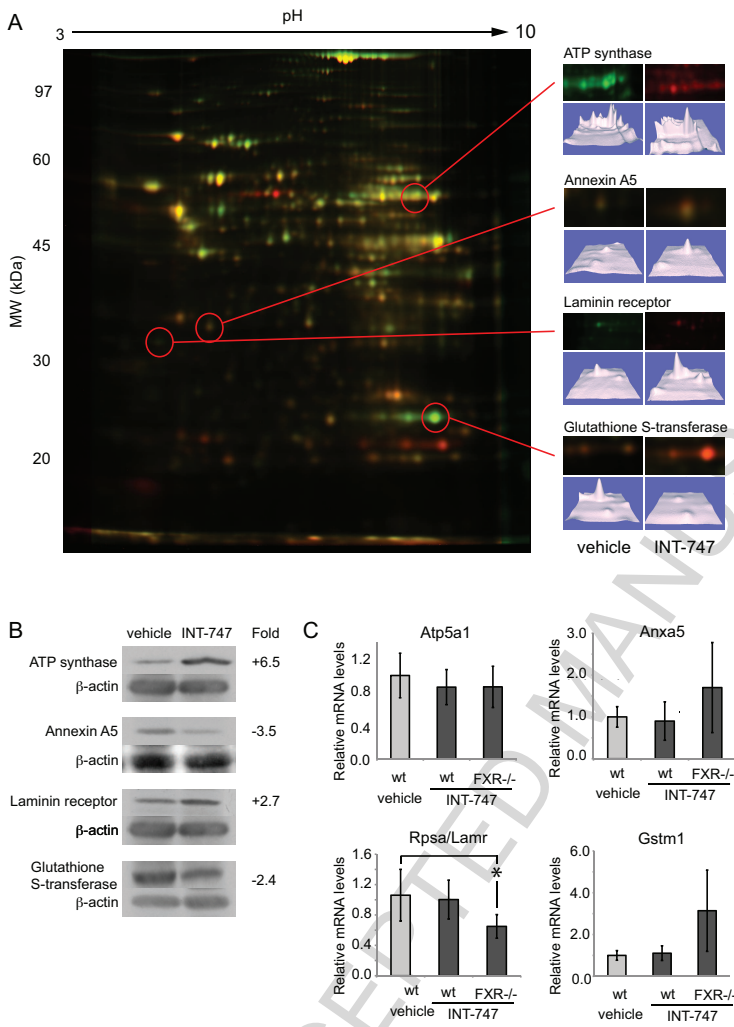 A
pH
3
10
MW (kDa)
97
60
45
30
20
ATP synthase
Annexin A5
Laminin receptor
Glutathione S-transferase
vehicle INT-747
B
vehicle INT-747 Fold
ATP synthase +6.5
β-actin
Annexin A5 -3.5
β-actin
Laminin receptor +2.7
β-actin
Glutathione
S-transferase -2.4
β-actin
C
Atp5a1
Relative mRNA levels
1.2
0.8
0.4
0.0
wt wt FXR-/-
vehicle INT-747
Anxa5
Relative mRNA levels
3.0
2.0
1.0
0.0
wt wt FXR-/-
vehicle INT-747
Rpsa/Lamr
Relative mRNA levels
1.6
1.2
0.8
0.4
0.0
*
wt wt FXR-/-
vehicle INT-747
Gstm1
Relative mRNA levels
6.0
4.0
2.0
0.0
wt wt FXR-/-
vehicle INT-747